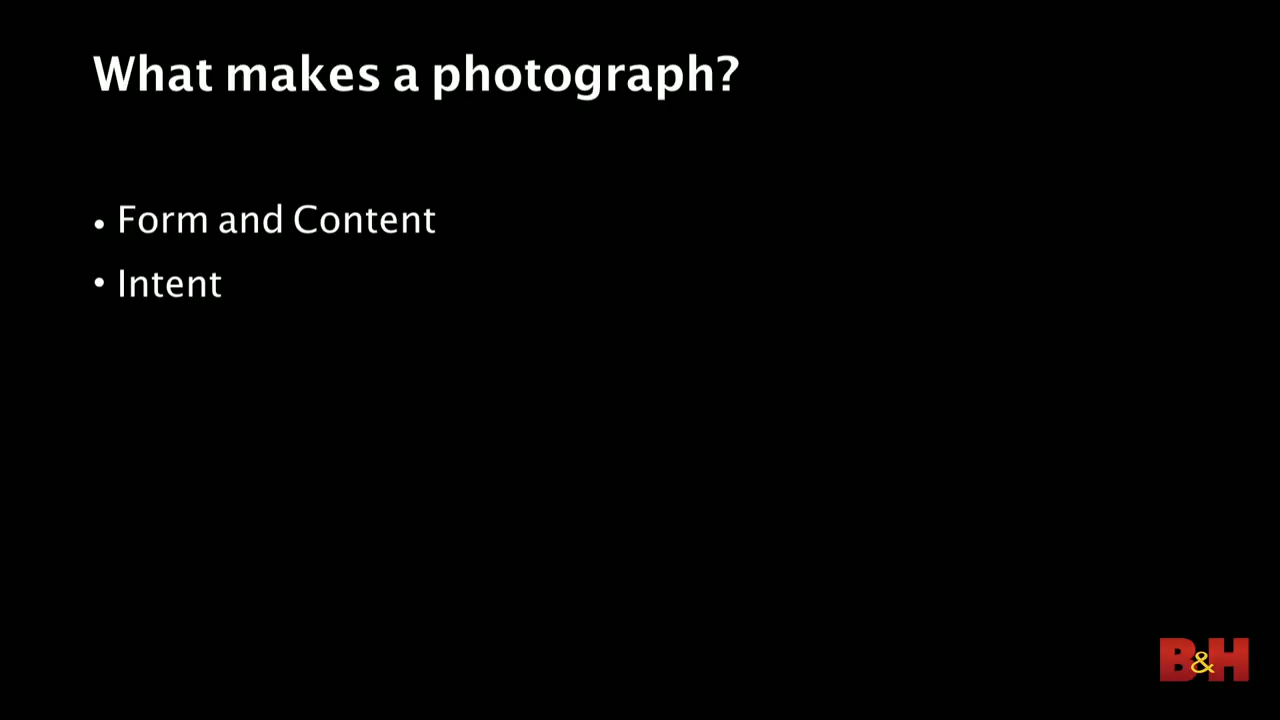 What makes a photograph?
• Form and Content
• Intent
B&H